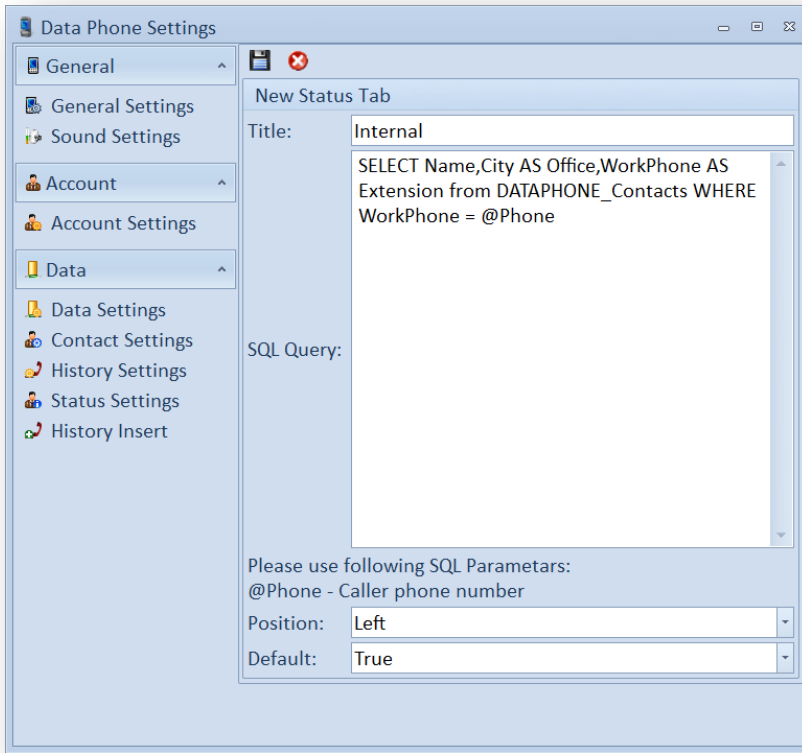 Data Phone Settings
General
General Settings
Sound Settings
Account
Account Settings
Data
Data Settings
Contact Settings
History Settings
Status Settings
History Insert
New Status Tab
Title: Internal
SQL Query:
SELECT Name,City AS Office,WorkPhone AS
Extension from DATAPHONE_Contacts WHERE
WorkPhone = @Phone
Please use following SQL Parametars:
@Phone - Caller phone number
Position: Left
Default: True